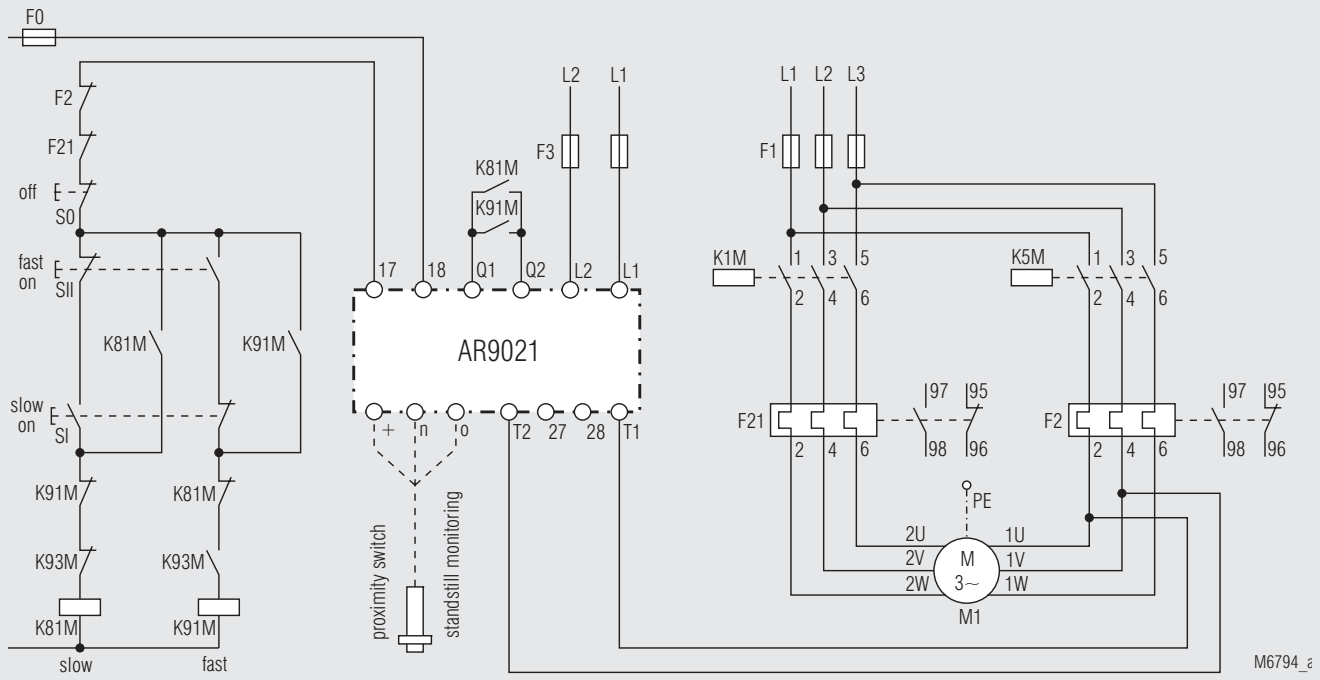 F0
F2
F21
off
S0
fast
on
SII
K81M
K91M
slow
on
SI
K91M
K81M
K93M
K93M
K81M
K91M
slow
fast
L2
L1
F3
K81M
K91M
17
18
Q1
Q2
L2
L1
AR9021
+
n
o
T2
27
28
T1
proximity switch
standstill monitoring
L1
L2
L3
F1
K1M
1
3
5
2
4
6
K5M
1
3
5
2
4
6
F21
97
95
2
4
6
98
96
F2
97
95
2
4
6
98
96
PE
2U
2V
2W
M
3~
1U
1V
1W
M1
M6794_a